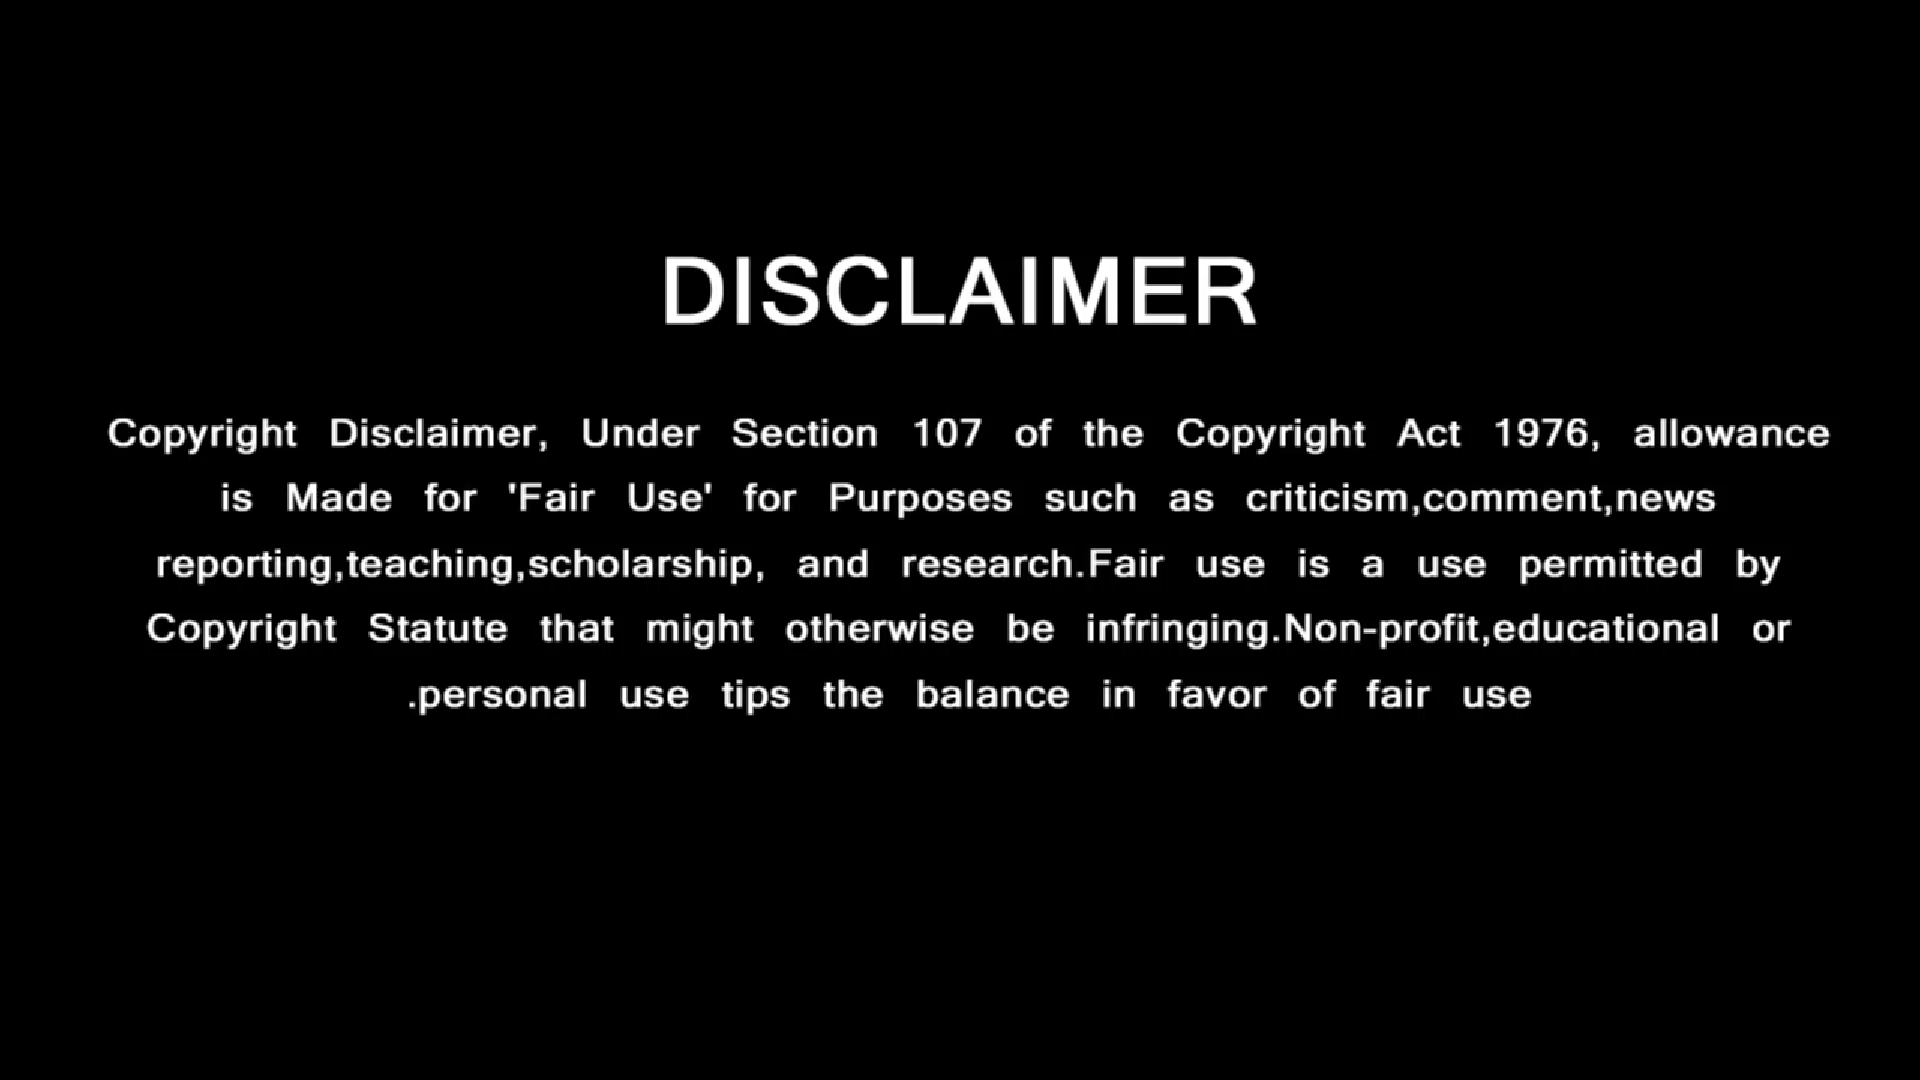 DISCLAIMER
Copyright Disclaimer, Under Section 107 of the Copyright Act 1976, allowance
is Made for 'Fair Use' for Purposes such as criticism,comment,news
reporting,teaching,scholarship, and research.Fair use is a use permitted by
Copyright Statute that might otherwise be infringing.Non-profit,educational or
.personal use tips the balance in favor of fair use